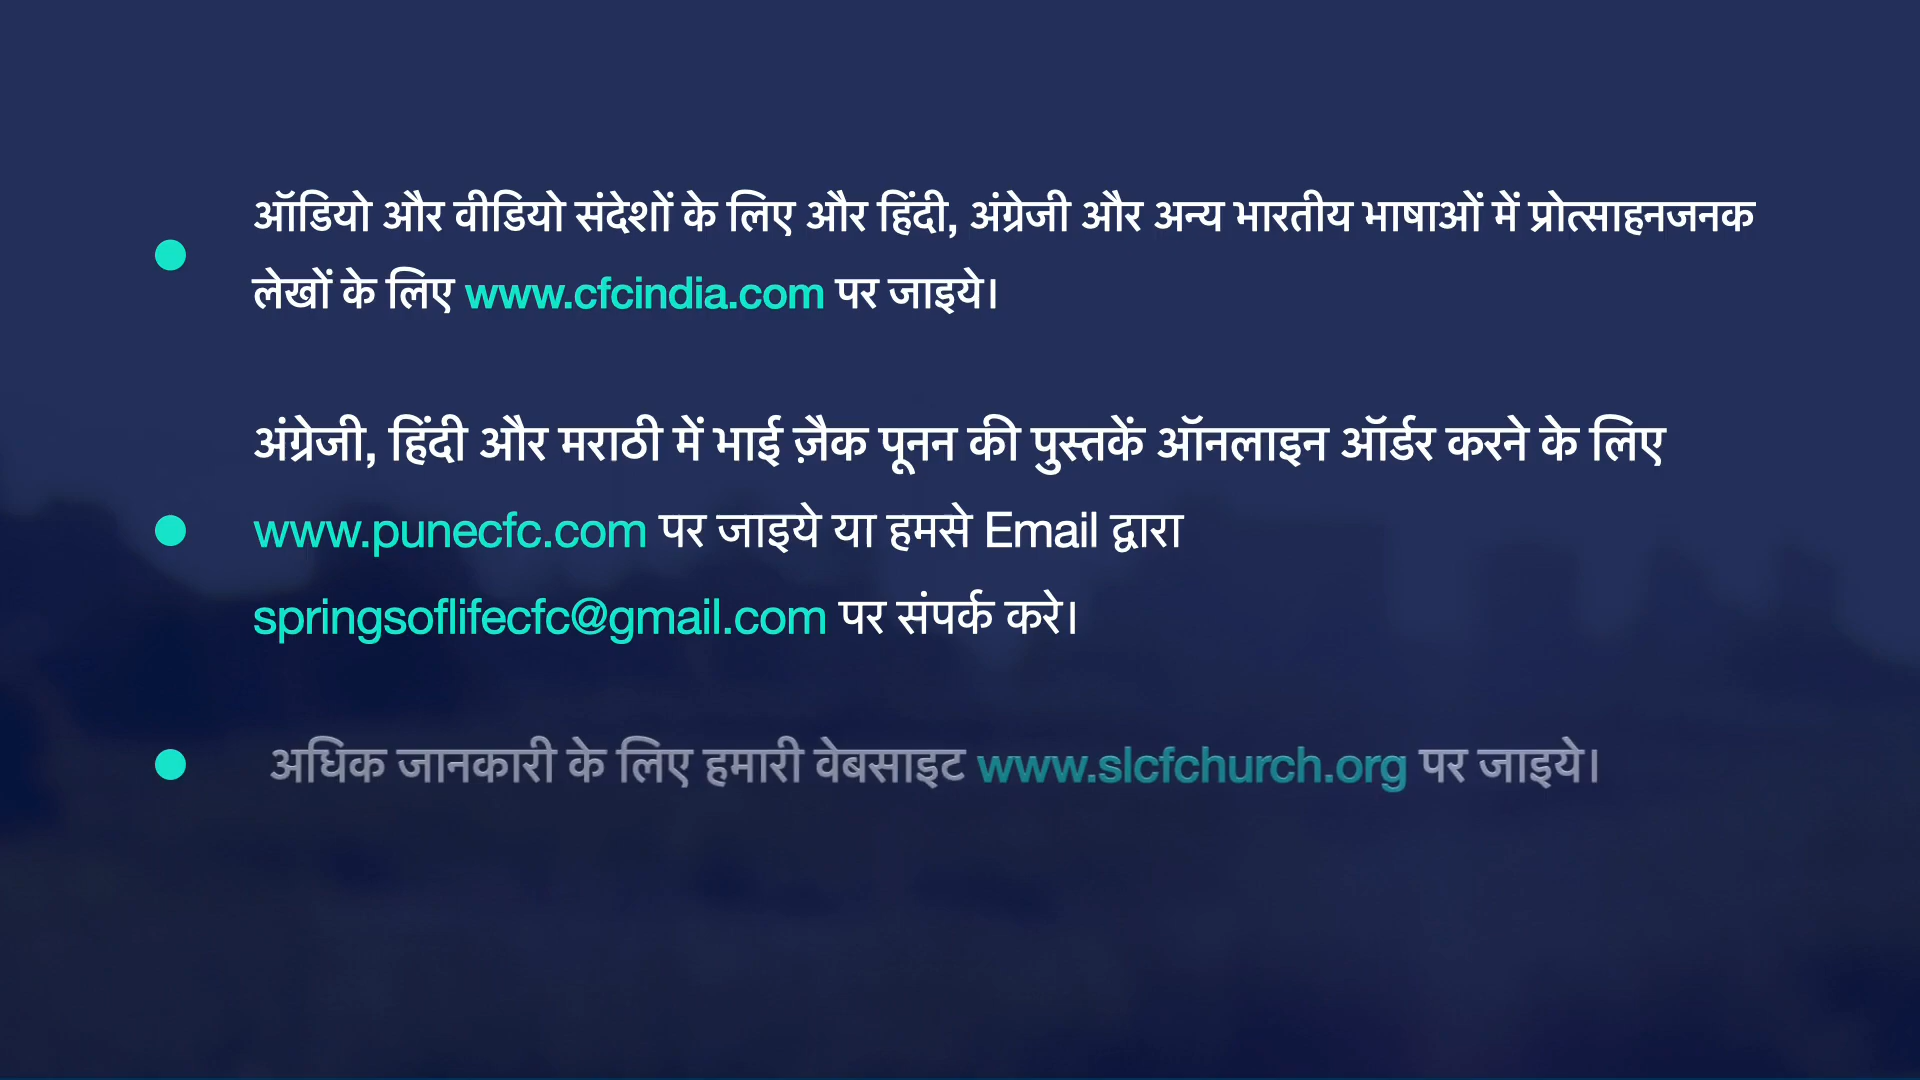 ऑडियो और वीडियो संदेशों के लिए और हिंदी, अंग्रेजी और अन्य भारतीय भाषाओं में प्रोत्साहनजनक
लेखों के लिए www.cfcindia.com पर जाइये।
अंग्रेजी, हिंदी और मराठी में भाई ज़ैक पूनन की पुस्तकें ऑनलाइन ऑर्डर करने के लिए
www.punecfc.com पर जाइये या हमसे Email द्वारा
springsoflifecfc@gmail.com पर संपर्क करे।
अधिक जानकारी के लिए हमारी वेबसाइट www.slcfchurch.org पर जाइये।